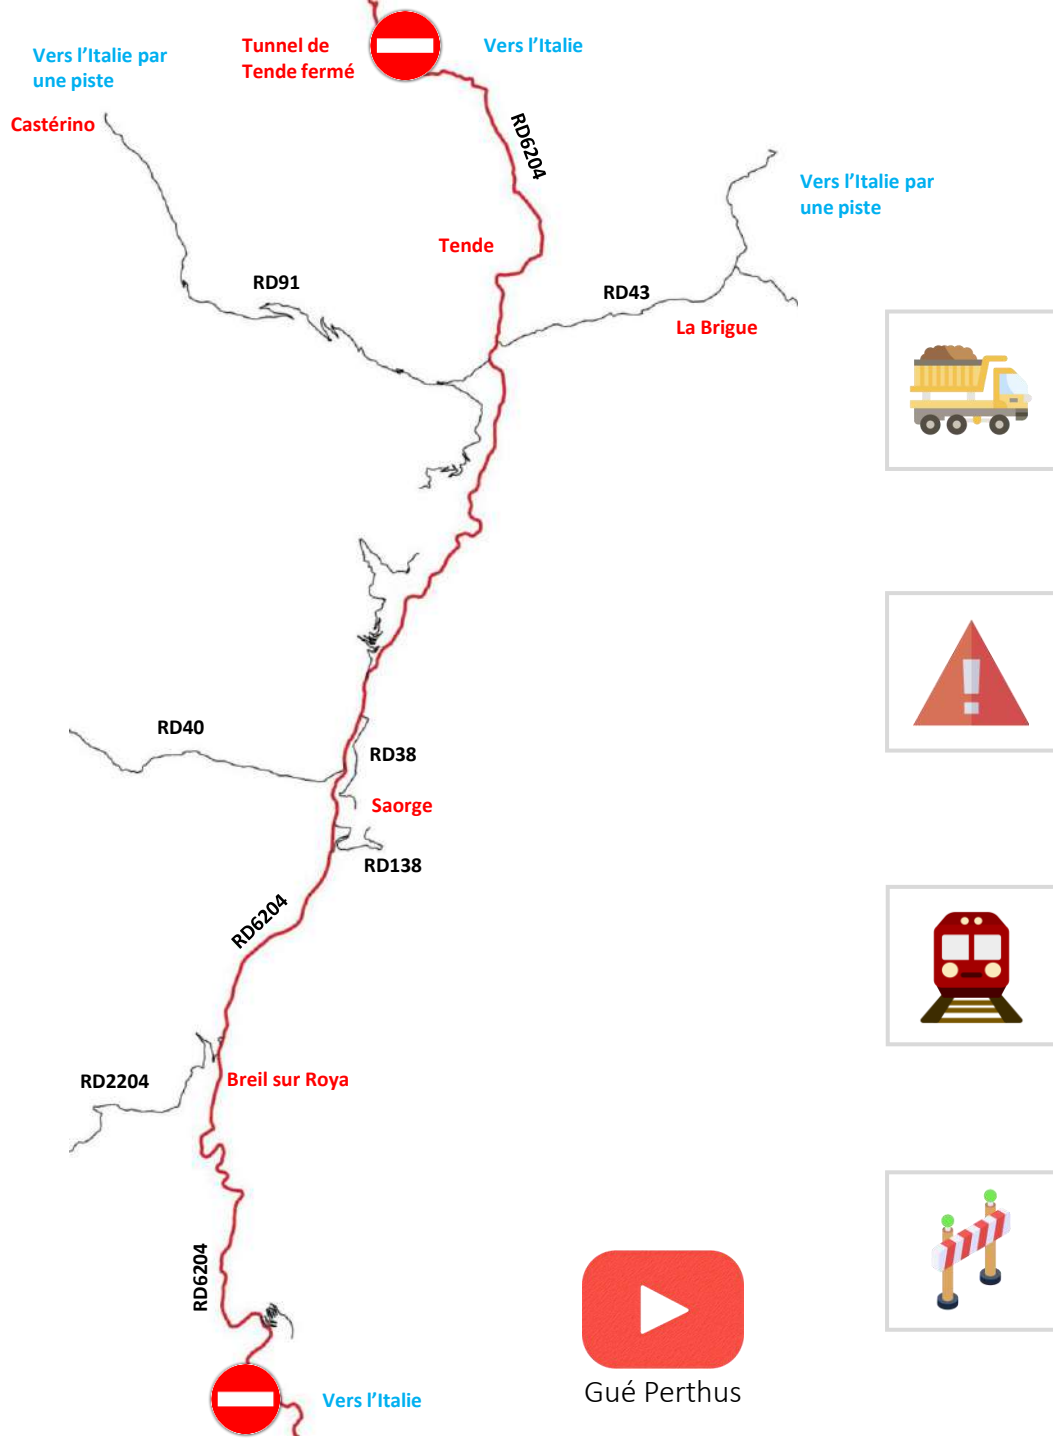 Vers l’Italie par
une piste
Tunnel de
Tende fermé
Vers l’Italie
Castérino
RD6204
Vers l’Italie par
une piste
Tende
RD91
RD43
La Brigue
RD40
RD38
Saorge
RD138
RD6204
RD2204
Breil sur Roya
RD6204
Gué Perthus
Vers l’Italie